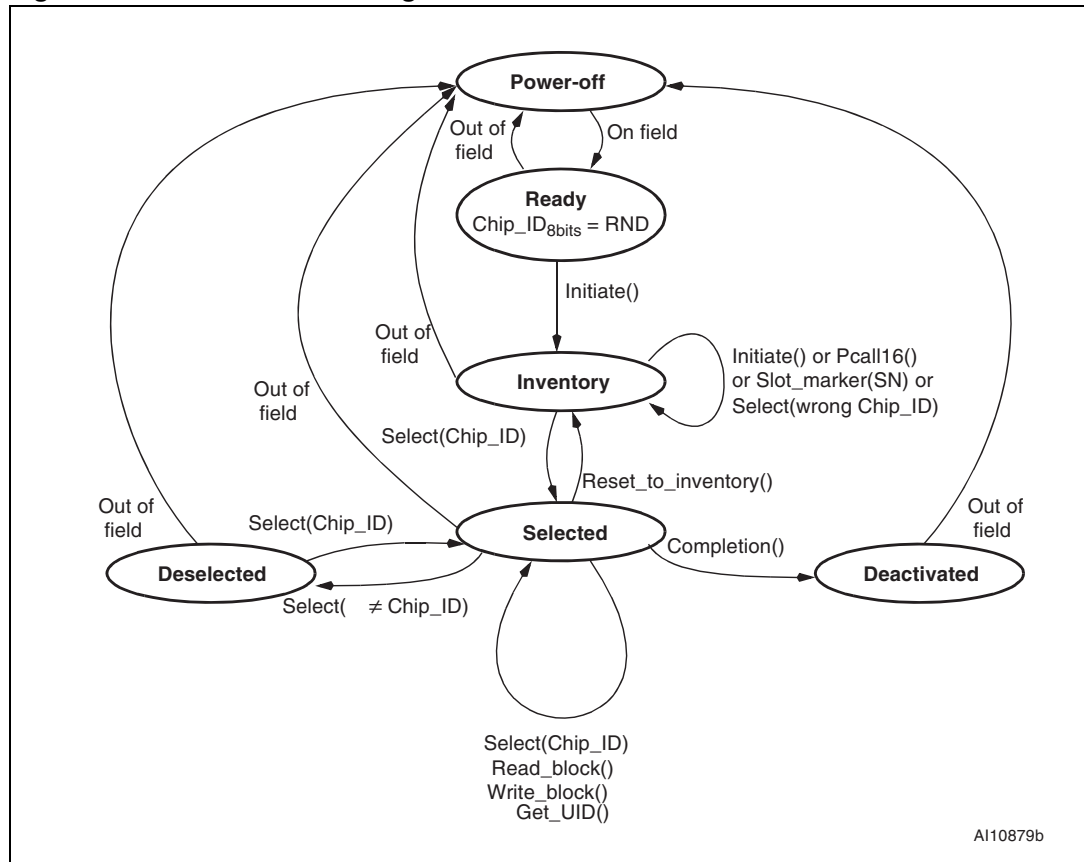 Power-off
Out of
field
On field
Ready
Chip_ID8bits = RND
Initiate()
Out of
field
Inventory
Initiate() or Pcall16()
or Slot_marker(SN) or
Select(wrong Chip_ID)
Out of
field
Select(Chip_ID)
Reset_to_inventory()
Out of
field
Select(Chip_ID)
Selected
Completion()
Out of
field
Deselected
Deactivated
Select( ≠ Chip_ID)
Select(Chip_ID)
Read_block()
Write_block()
Get_UID()
AI10879b